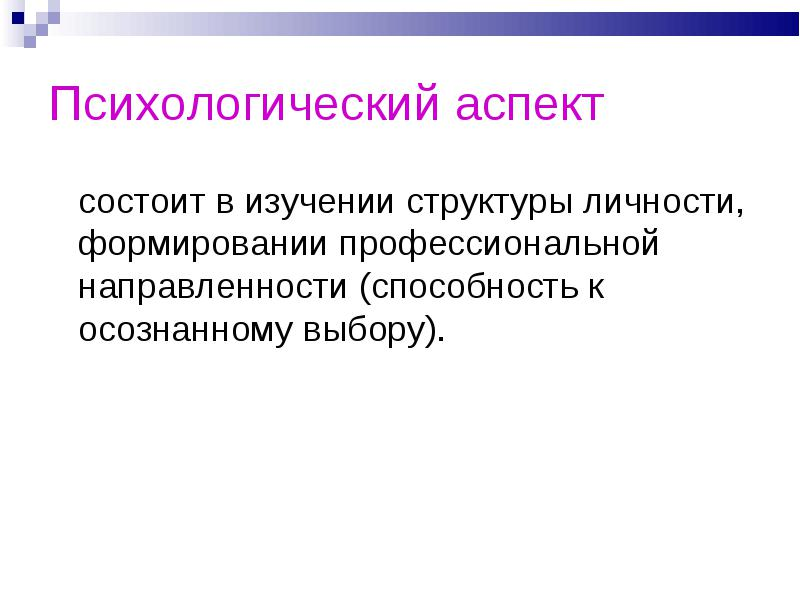 Психологический аспект
состоит в изучении структуры личности,
формировании профессиональной
направленности (способность к
осознанному выбору).